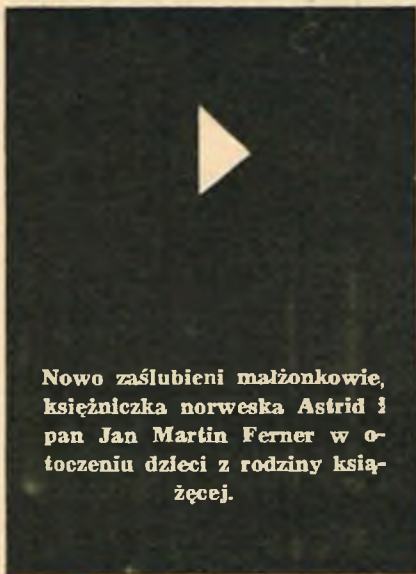 Nowo zaślubieni małżonkowie,
księżniczka norweska Astrid i
pan Jan Martin Ferner w o-
toczeniu dzieci z rodziny ksią-
żęcej.